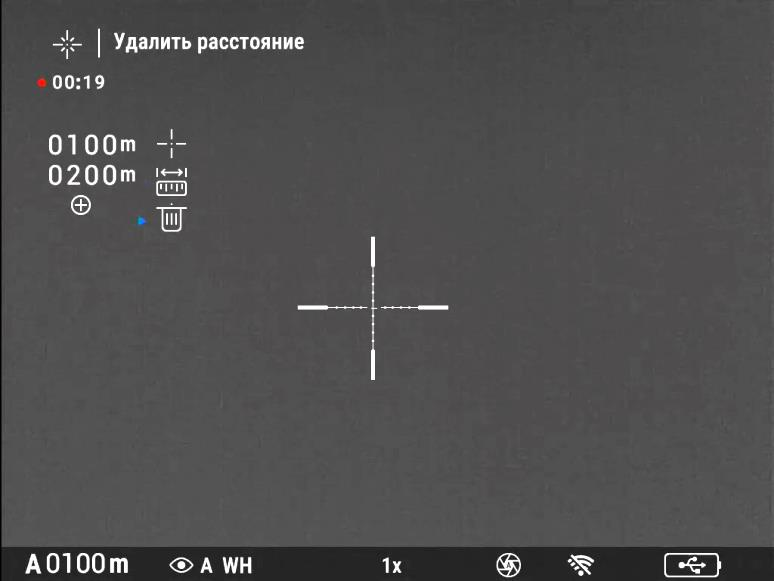 Удалить расстояние
00:19
0100m
0200m
A0100m A WH 1x